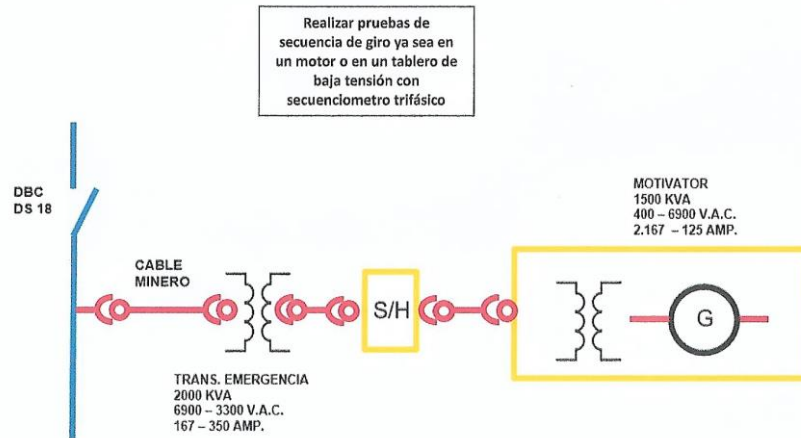 Realizar pruebas de
secuencia de giro ya sea en
un motor o en un tablero de
baja tensión con
secuenciometro trifásico
DBC
DS 18
CABLE
MINERO
S/H
MOTIVATOR
1500 KVA
400 – 6900 V.A.C.
2.167 – 125 AMP.
G
TRANS. EMERGENCIA
2000 KVA
6900 – 3300 V.A.C.
167 – 350 AMP.